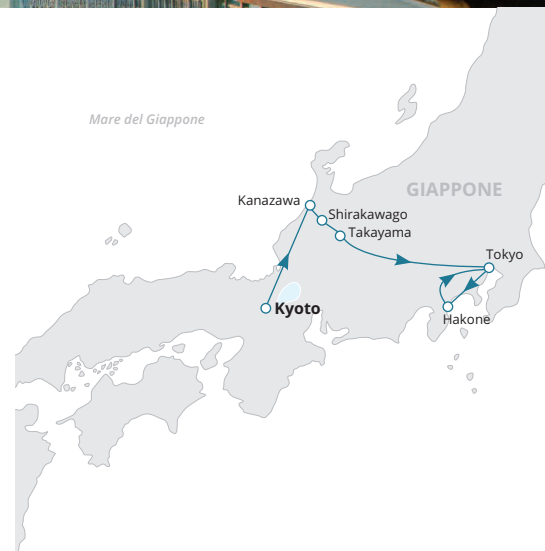 Mare del Giappone
GIAPPONE
Kanazawa
Shirakawago
Takayama
Tokyo
Kyoto
Hakone